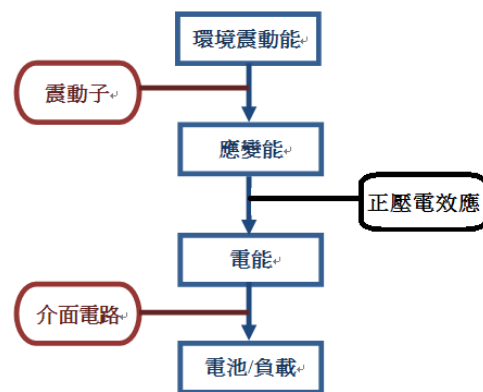 環境震動能
震動子
應變能
正壓電效應
電能
介面電路
電池/負載